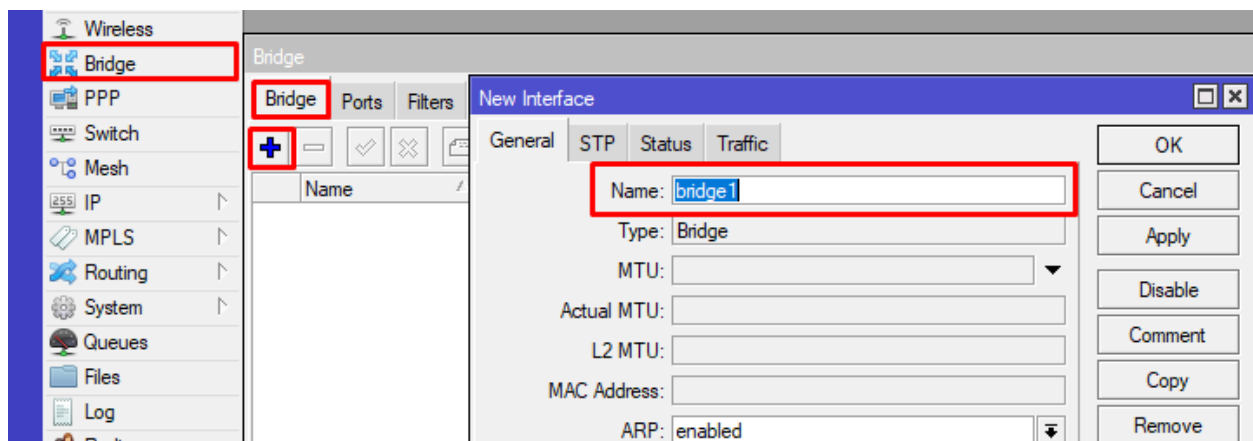 Wireless
Bridge
PPP
Switch
Mesh
255 IP
MPLS
Routing
System
Queues
Files
Log
Bridge
Bridge Ports Filters
Name
New Interface
General STP Status Traffic
Name: bridge1
Type: Bridge
MTU:
Actual MTU:
L2 MTU:
MAC Address:
ARP: enabled
OK
Cancel
Apply
Disable
Comment
Copy
Remove